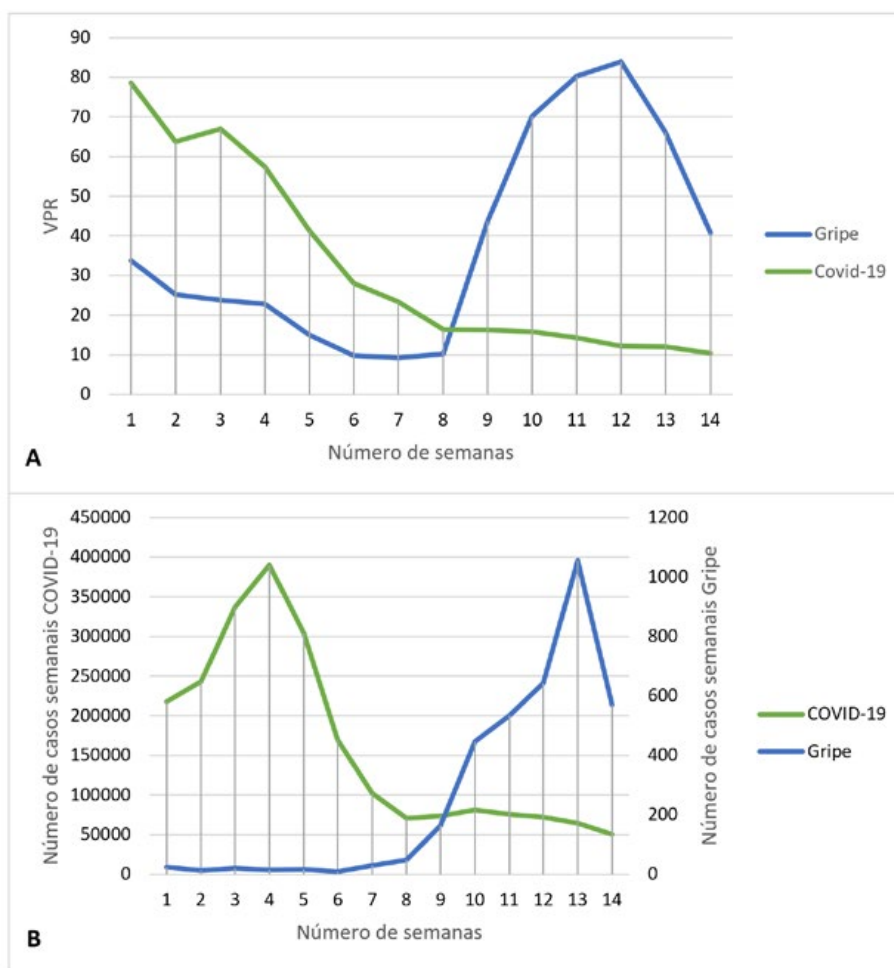 90
80
70
60
50
40
30
20
10
0
VPR
1 2 3 4 5 6 7 8 9 10 11 12 13 14
Número de semanas
Gripe
Covid-19
A
450000
400000
350000
300000
250000
200000
150000
100000
50000
0
Número de casos semanais COVID-19
1200
1000
800
600
400
200
0
Número de casos semanais Gripe
1 2 3 4 5 6 7 8 9 10 11 12 13 14
Número de semanas
COVID-19
Gripe
B